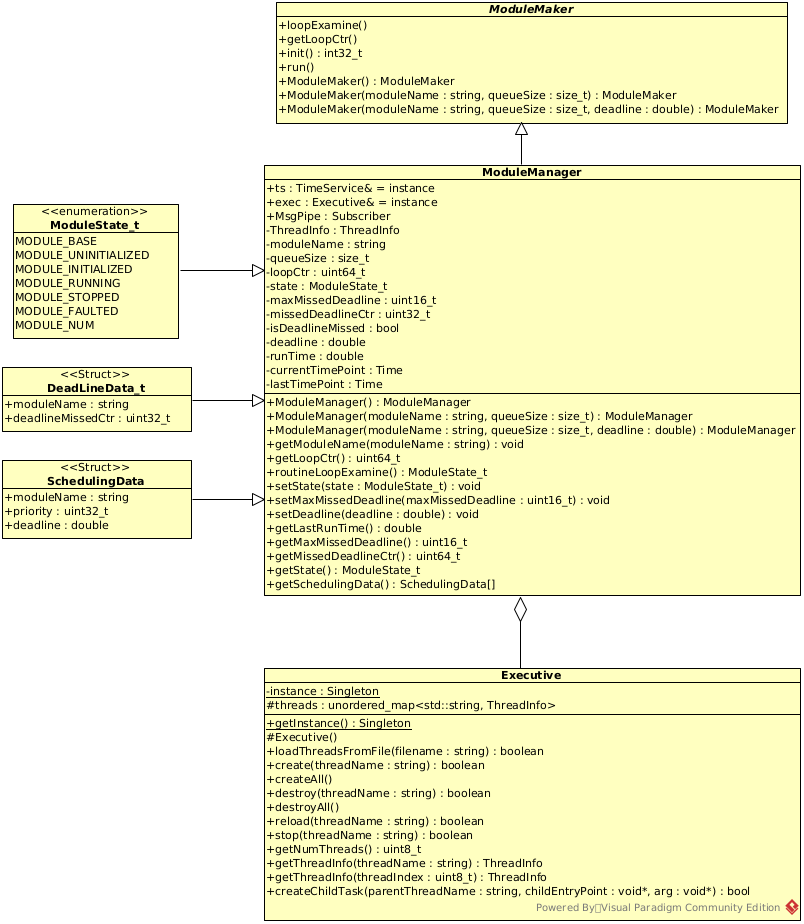 ModuleMaker
+loopExamine()
+getLoopCtr()
+init() : int32_t
+run()
+ModuleMaker() : ModuleMaker
+ModuleMaker(moduleName : string, queueSize : size_t) : ModuleMaker
+ModuleMaker(moduleName : string, queueSize : size_t, deadline : double) : ModuleMaker
ModuleManager
+ts : TimeService& = instance
+exec : Executive& = instance
+MsgPipe : Subscriber
-ThreadInfo : ThreadInfo
-moduleName : string
-queueSize : size_t
-loopCtr : uint64_t
-state : ModuleState_t
-maxMissedDeadline : uint16_t
-missedDeadlineCtr : uint32_t
-isDeadlineMissed : bool
-deadline : double
-runTime : double
-currentTimePoint : Time
-lastTimePoint : Time
+ModuleManager() : ModuleManager
+ModuleManager(moduleName : string, queueSize : size_t) : ModuleManager
+ModuleManager(moduleName : string, queueSize : size_t, deadline : double) : ModuleManager
+getModuleName(moduleName : string) : void
+getLoopCtr() : uint64_t
+routineLoopExamine() : ModuleState_t
+setState(state : ModuleState_t) : void
+setMaxMissedDeadline(maxMissedDeadline : uint16_t) : void
+setDeadline(deadline : double) : void
+getLastRunTime() : double
+getMaxMissedDeadline() : uint16_t
+getMissedDeadlineCtr() : uint64_t
+getState() : ModuleState_t
+getSchedulingData() : SchedulingData[]
<<enumeration>>
ModuleState_t
MODULE_BASE
MODULE_UNINITIALIZED
MODULE_INITIALIZED
MODULE_RUNNING
MODULE_STOPPED
MODULE_FAULTED
MODULE_NUM
<<Struct>>
DeadLineData_t
+moduleName : string
+deadlineMissedCtr : uint32_t
<<Struct>>
SchedulingData
+moduleName : string
+priority : uint32_t
+deadline : double
Executive
-instance : Singleton
#threads : unordered_map<std::string, ThreadInfo>
+getInstance() : Singleton
#Executive()
+loadThreadsFromFile(filename : string) : boolean
+create(threadName : string) : boolean
+createAll()
+destroy(threadName : string) : boolean
+destroyAll()
+reload(threadName : string) : boolean
+stop(threadName : string) : boolean
+getNumThreads() : uint8_t
+getThreadInfo(threadName : string) : ThreadInfo
+getThreadInfo(threadIndex : uint8_t) : ThreadInfo
+createChildTask(parentThreadName : string, childEntryPoint : void*, arg : void*) : bool
Powered By Visual Paradigm Community Edition